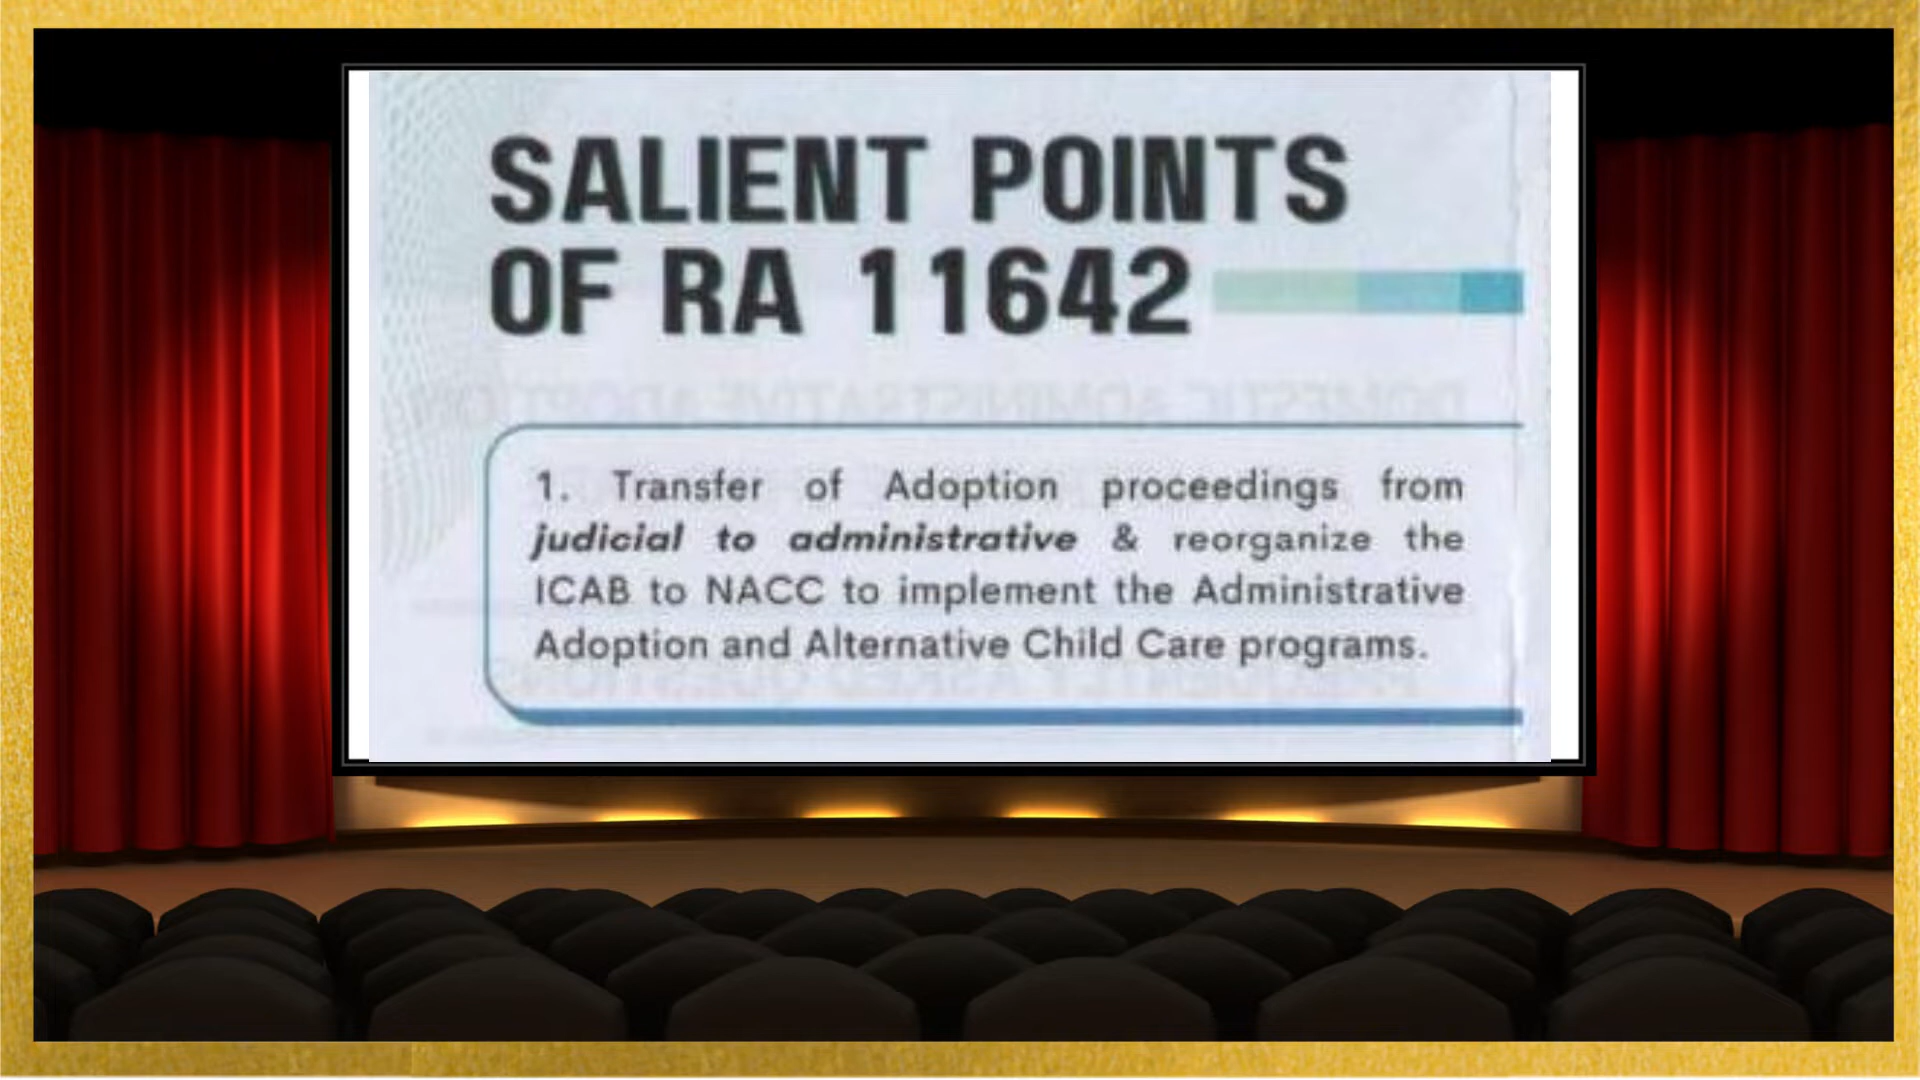 SALIENT POINTS
OF RA 11642
1. Transfer of Adoption proceedings from
judicial to administrative & reorganize the
ICAB to NACC to implement the Administrative
Adoption and Alternative Child Care programs.